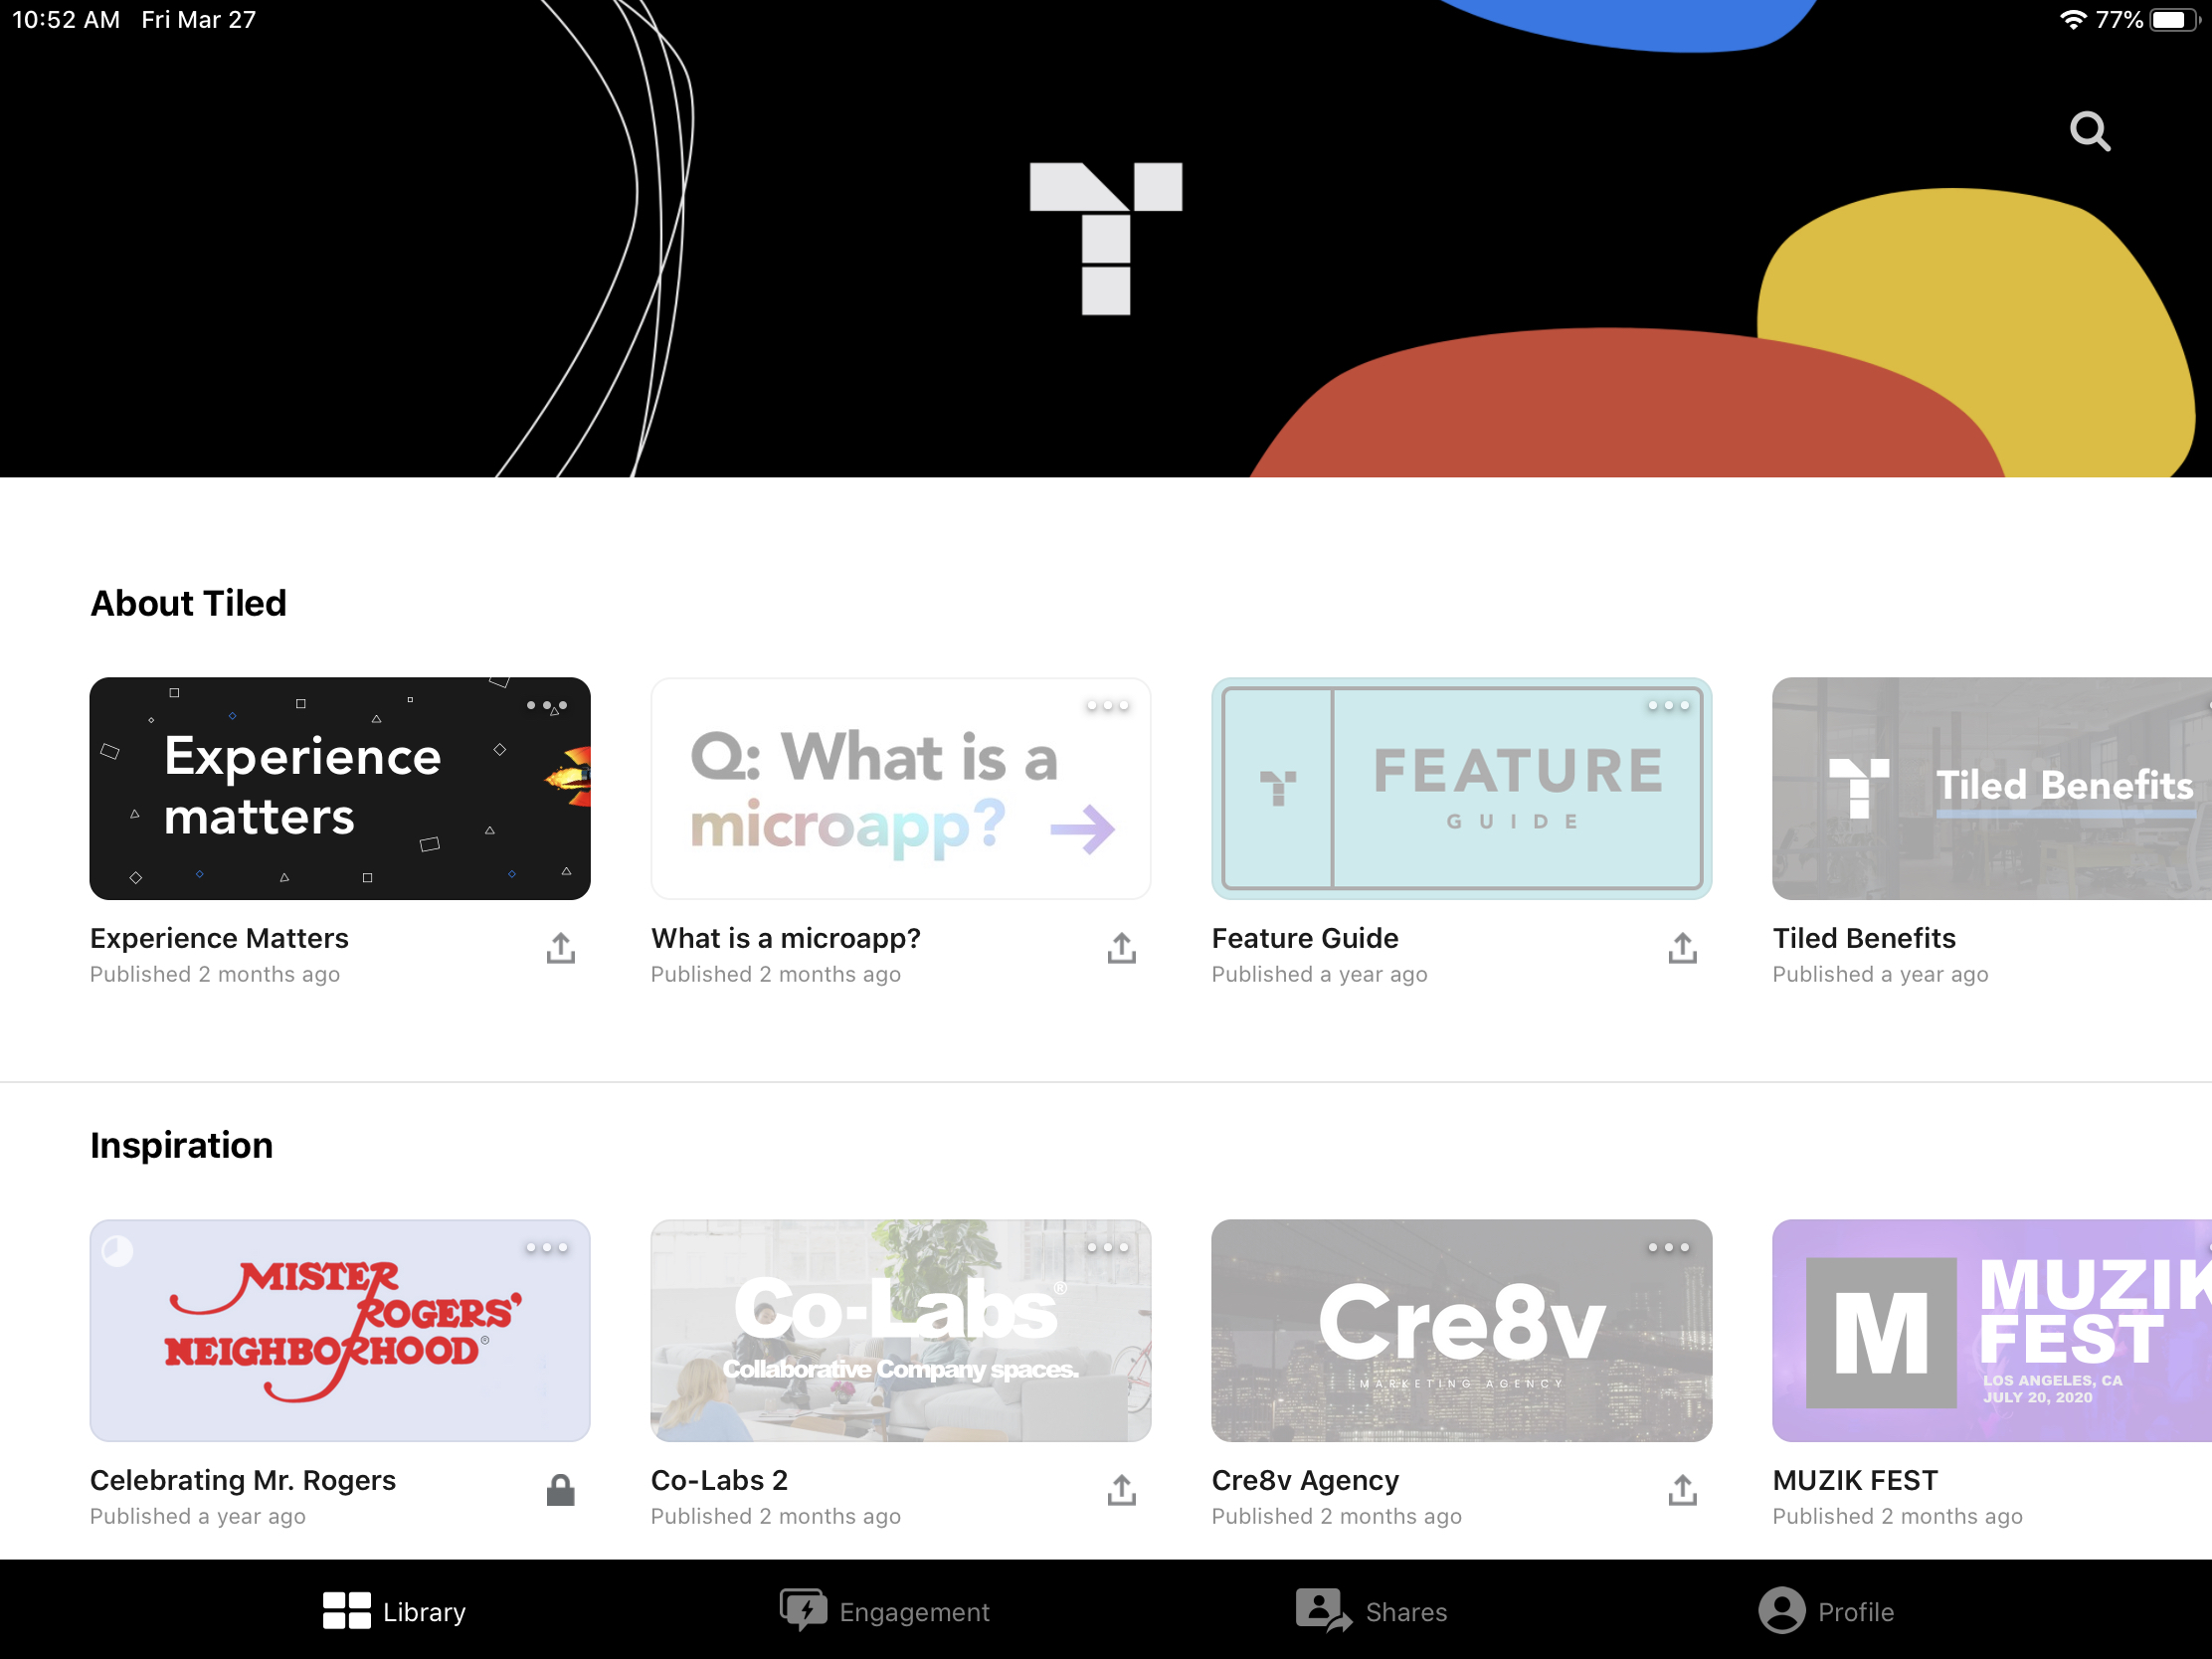 10:52 AM Fri Mar 27
77%
About Tiled
Experience
matters
Q: What is a
microapp?
FEATURE
GUIDE
Tiled Benefits
Experience Matters
What is a microapp?
Feature Guide
Tiled Benefits
Published 2 months ago
Published 2 months ago
Published a year ago
Published a year ago
Inspiration
MISTER
ROGERS'
NEIGHBORHOOD®
Co-Labs®
Collaborative Company spaces.
Cre8v
MARKETING AGENCY
M
MUZIK
FEST
LOS ANGELES, CA
JULY 20, 2020
Celebrating Mr. Rogers
Co-Labs 2
Cre8v Agency
MUZIK FEST
Published a year ago
Published 2 months ago
Published 2 months ago
Published 2 months ago
Library
Engagement
Shares
Profile